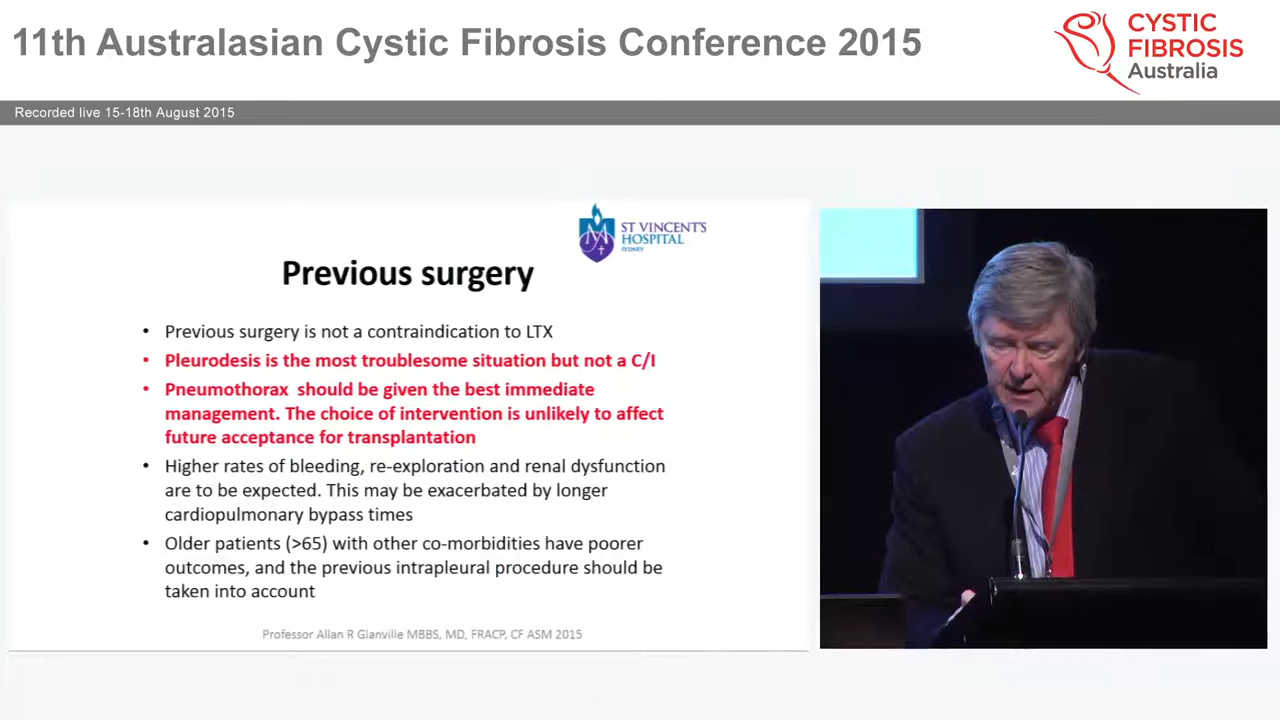 11th Australasian Cystic Fibrosis Conference 2015
CYSTIC
FIBROSIS
Australia
Recorded live 15-18th August 2015
ST VINCENT'S
HOSPITAL
SYDNEY
Previous surgery
• Previous surgery is not a contraindication to LTX
• Pleurodesis is the most troublesome situation but not a C/I
• Pneumothorax should be given the best immediate
management. The choice of intervention is unlikely to affect
future acceptance for transplantation
• Higher rates of bleeding, re-exploration and renal dysfunction
are to be expected. This may be exacerbated by longer
cardiopulmonary bypass times
• Older patients (>65) with other co-morbidities have poorer
outcomes, and the previous intrapleural procedure should be
taken into account
Professor Allan R Glanville MBBS, MD, FRACP, CF ASM 2015